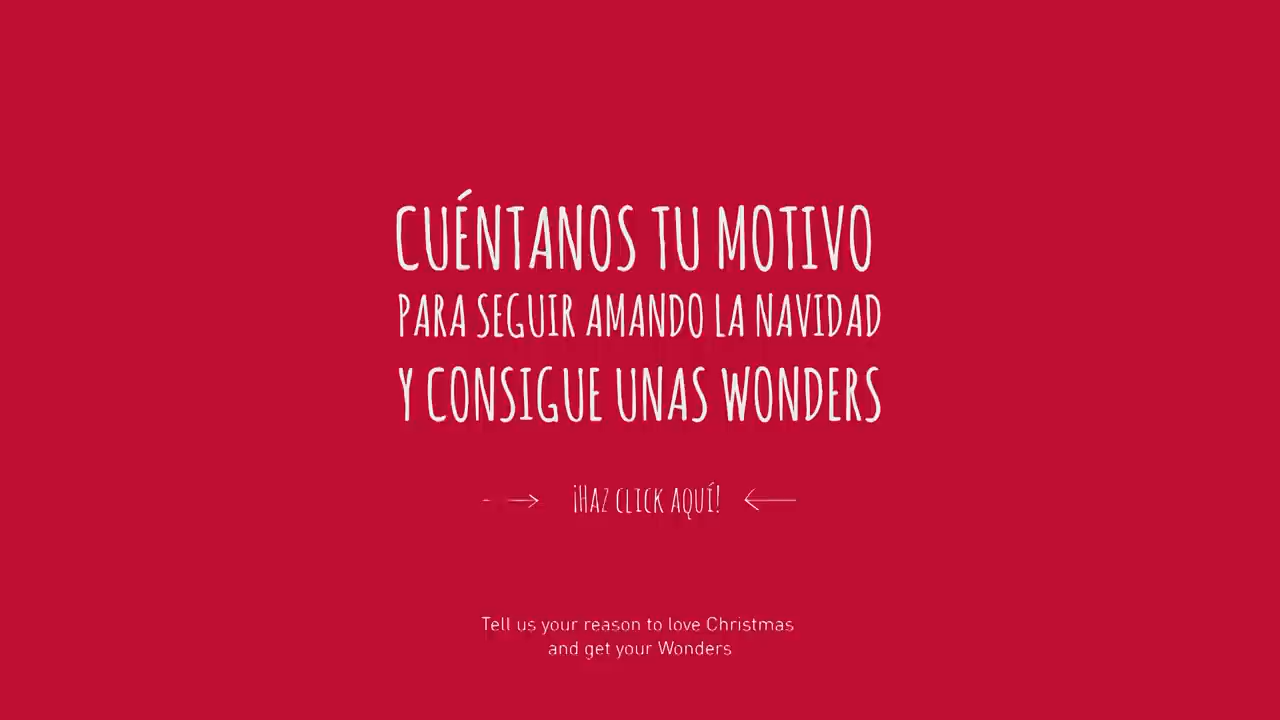 CUÉNTANOS TU MOTIVO
PARA SEGUIR AMANDO LA NAVIDAD
Y CONSIGUE UNAS WONDERS
¡HAZ CLICK AQUÍ!
Tell us your reason to love Christmas
and get your Wonders